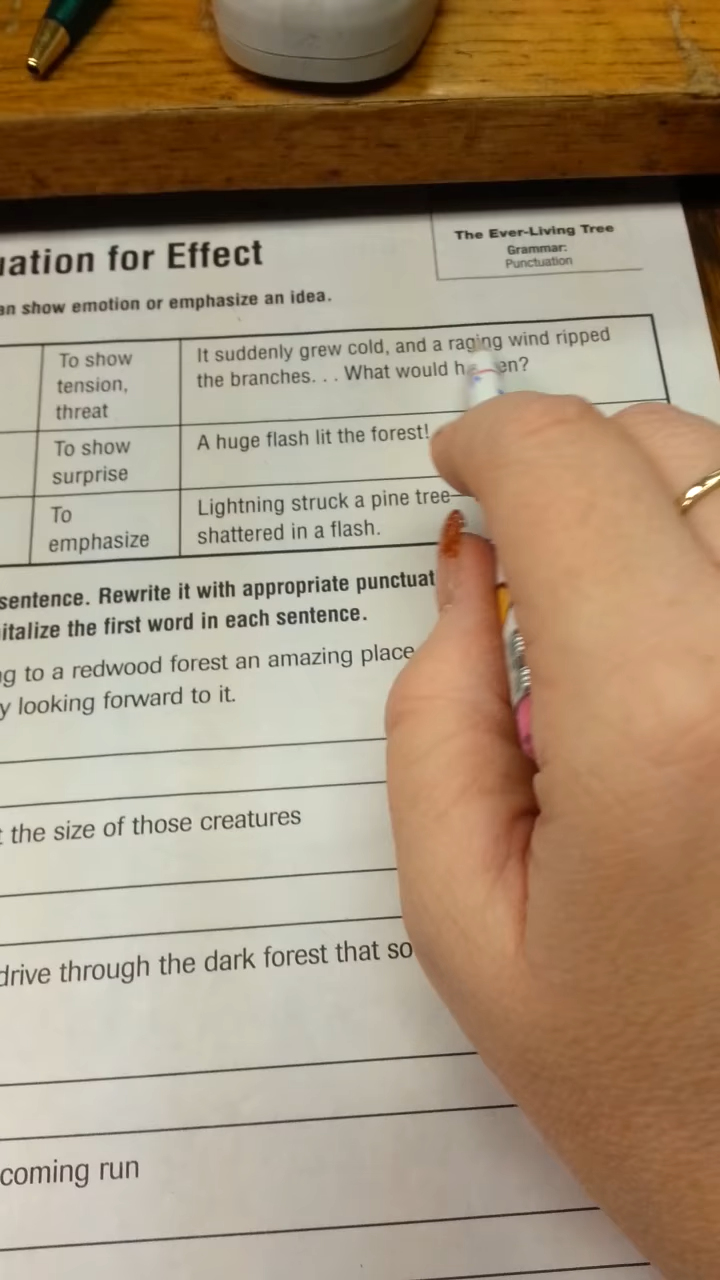 uation for Effect
The Ever-Living Tree
Grammar:
Punctuation
an show emotion or emphasize an idea.
To show
tension,
threat
It suddenly grew cold, and a raging wind ripped
the branches. . . What would h en?
To show
surprise
A huge flash lit the forest!
To
emphasize
Lightning struck a pine tree—
shattered in a flash.
sentence. Rewrite it with appropriate punctuat
italize the first word in each sentence.
g to a redwood forest an amazing place
y looking forward to it.
t the size of those creatures
drive through the dark forest that so
coming run